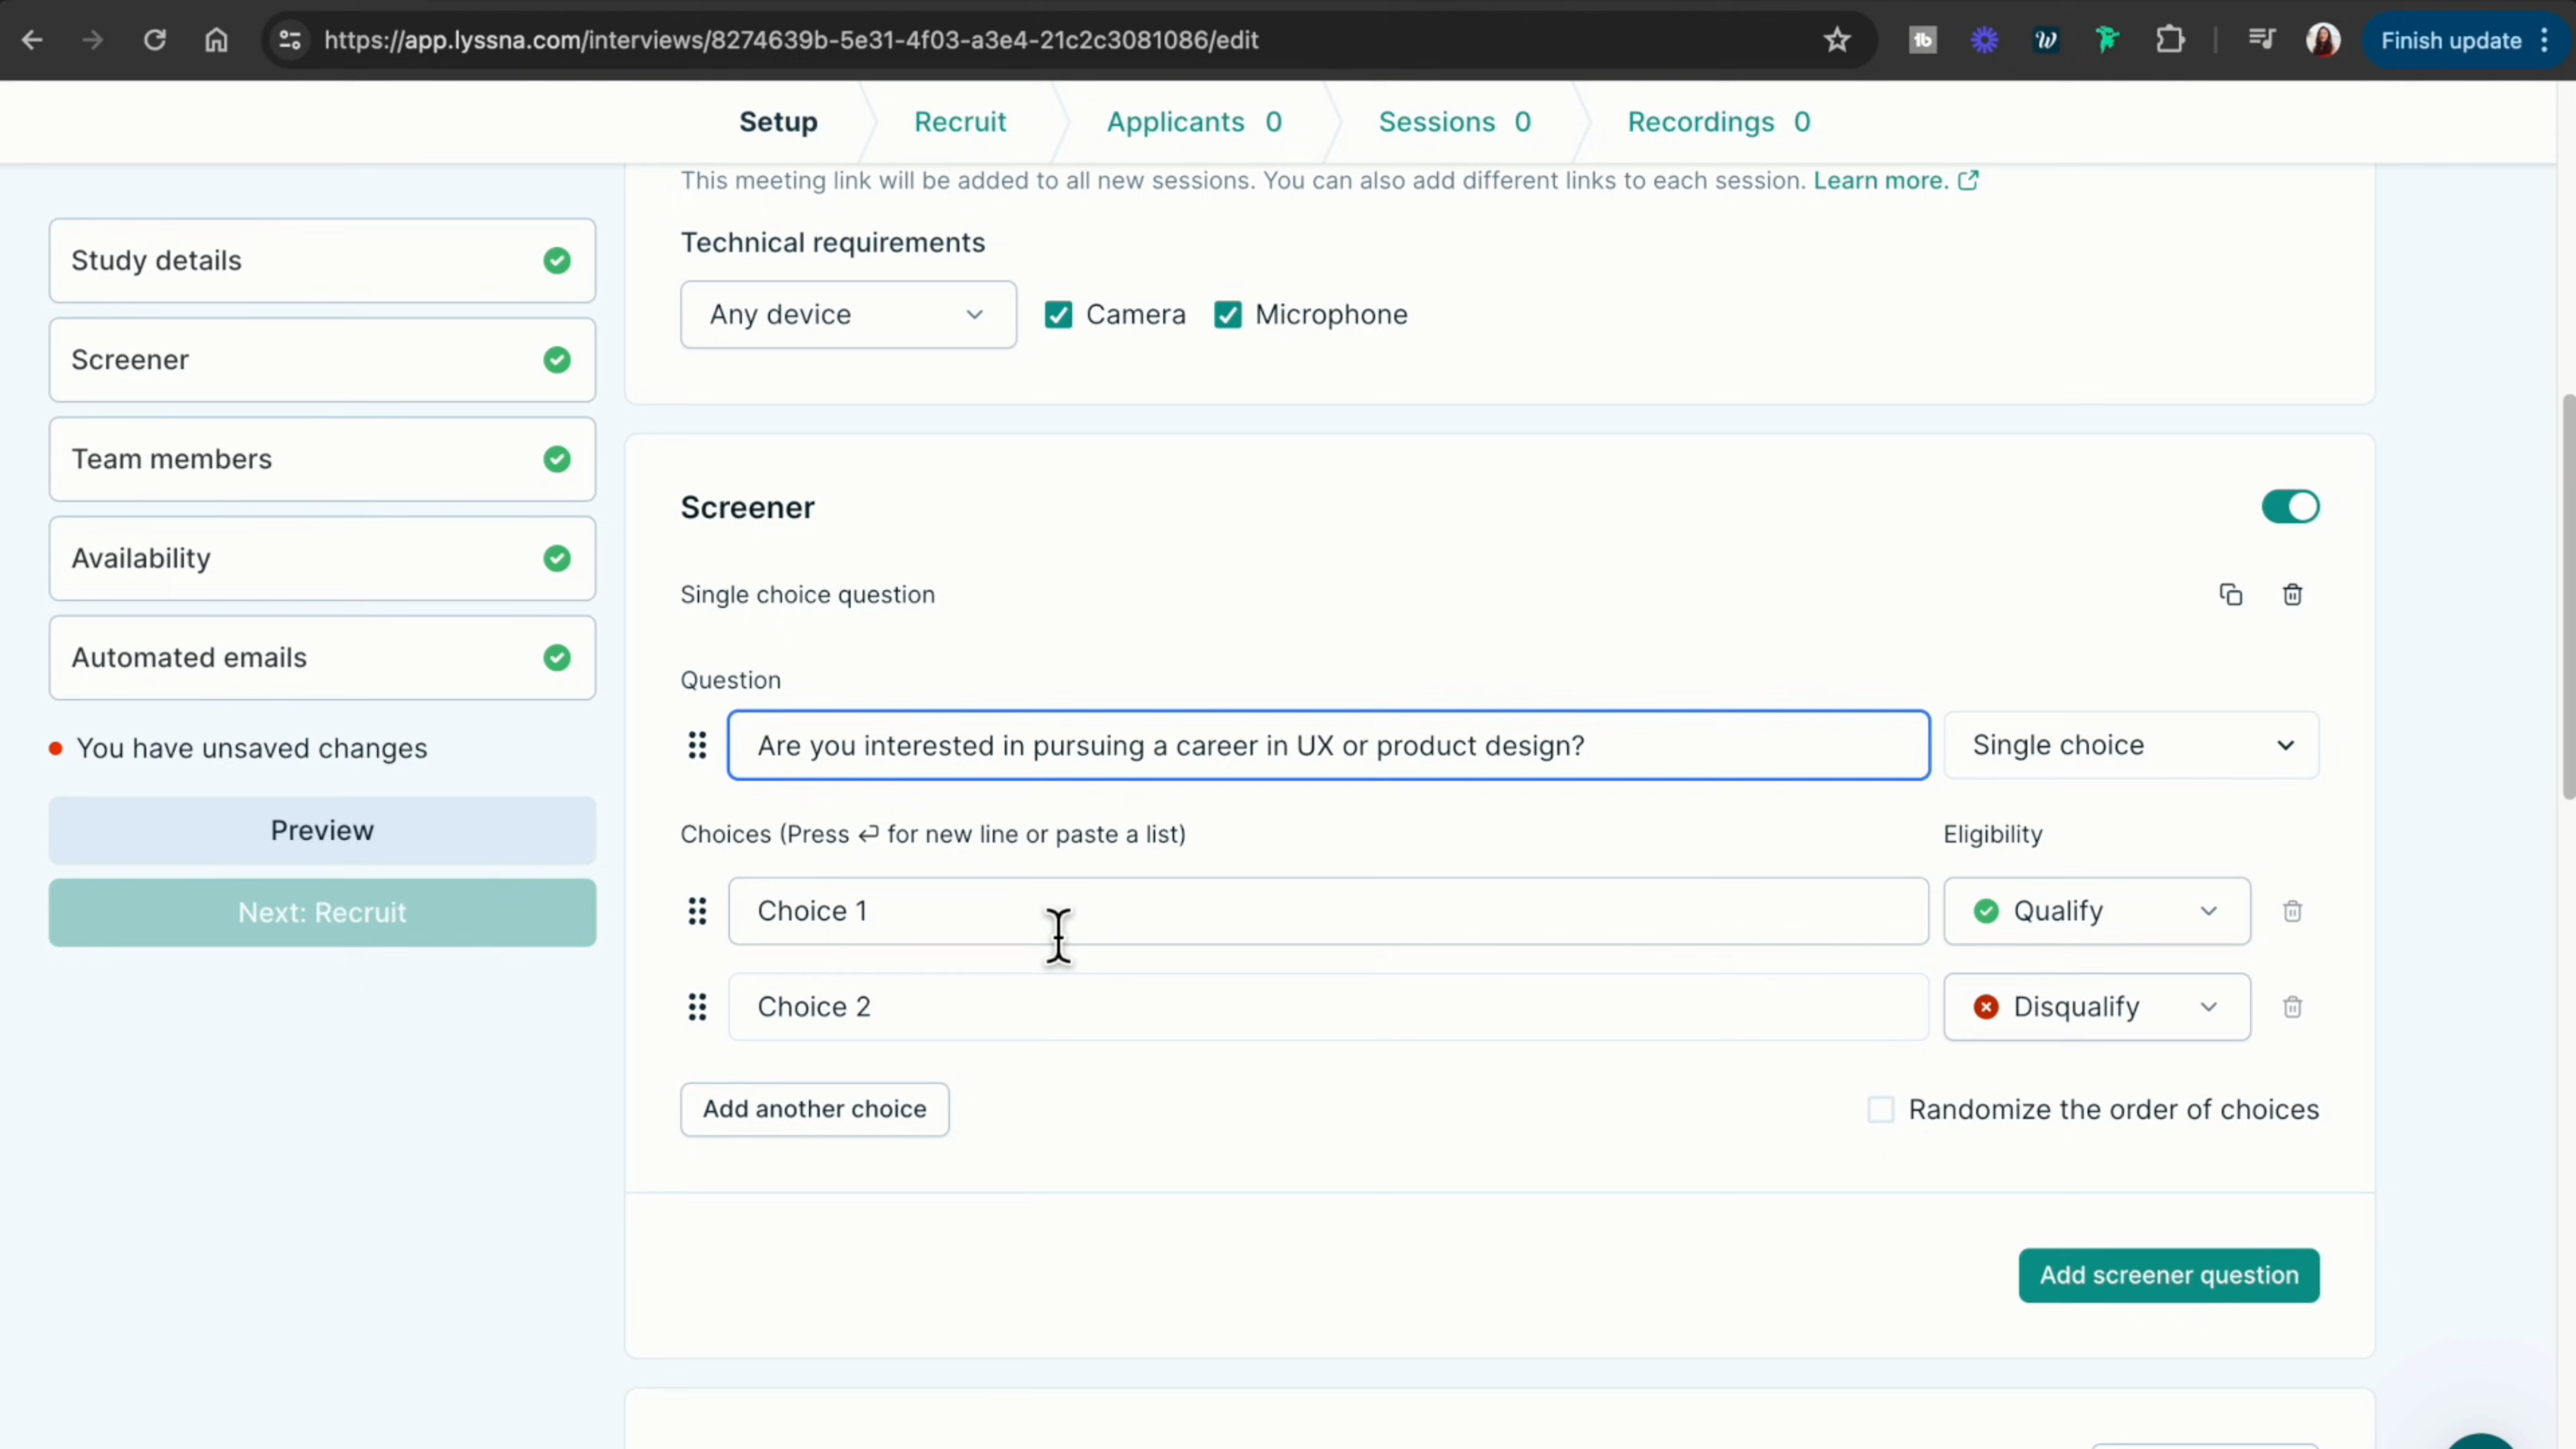 https://app.lyssna.com/interviews/8274639b-5e31-4f03-a3e4-21c2c3081086/edit
Finish update
Setup
Recruit
Applicants 0
Sessions 0
Recordings 0
This meeting link will be added to all new sessions. You can also add different links to each session. Learn more.
Study details
Screener
Team members
Availability
Automated emails
You have unsaved changes
Preview
Next: Recruit
Technical requirements
Any device
Camera
Microphone
Screener
Single choice question
Question
Are you interested in pursuing a career in UX or product design?
Single choice
Choices (Press ↵ for new line or paste a list)
Eligibility
Choice 1
Qualify
Choice 2
Disqualify
Add another choice
Randomize the order of choices
Add screener question